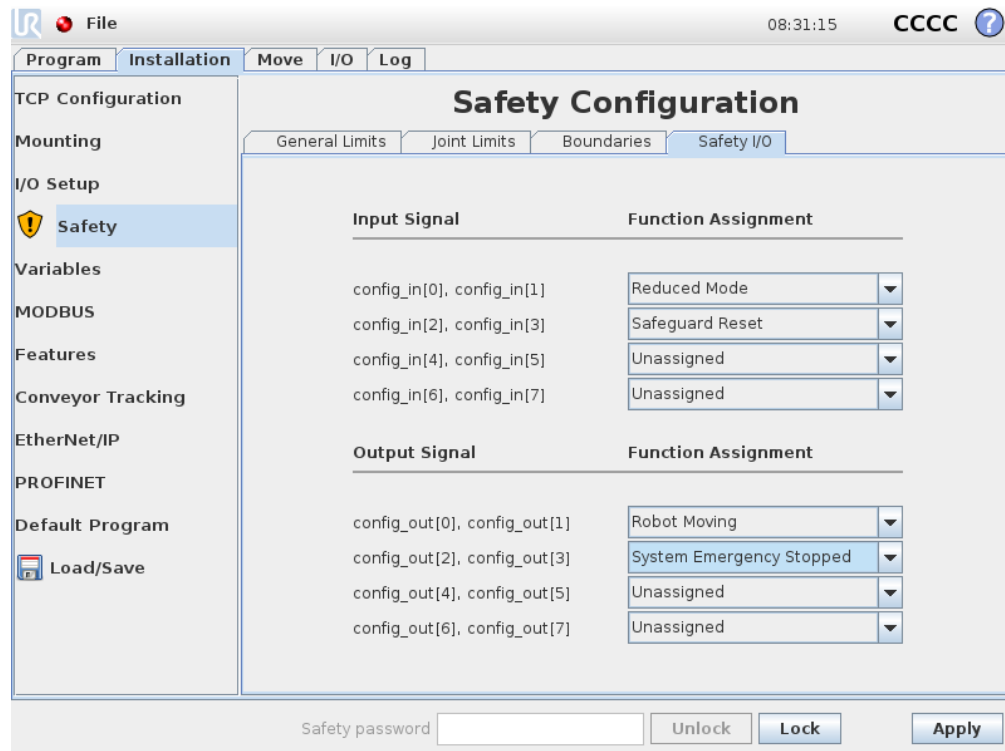 UR File 08:31:15 CCCC ?
Program Installation Move I/O Log
TCP Configuration
Mounting
I/O Setup
Safety
Variables
MODBUS
Features
Conveyor Tracking
EtherNet/IP
PROFINET
Default Program
Load/Save
Safety Configuration
General Limits Joint Limits Boundaries Safety I/O
Input Signal Function Assignment
config_in[0], config_in[1] Reduced Mode
config_in[2], config_in[3] Safeguard Reset
config_in[4], config_in[5] Unassigned
config_in[6], config_in[7] Unassigned
Output Signal Function Assignment
config_out[0], config_out[1] Robot Moving
config_out[2], config_out[3] System Emergency Stopped
config_out[4], config_out[5] Unassigned
config_out[6], config_out[7] Unassigned
Safety password Unlock Lock Apply